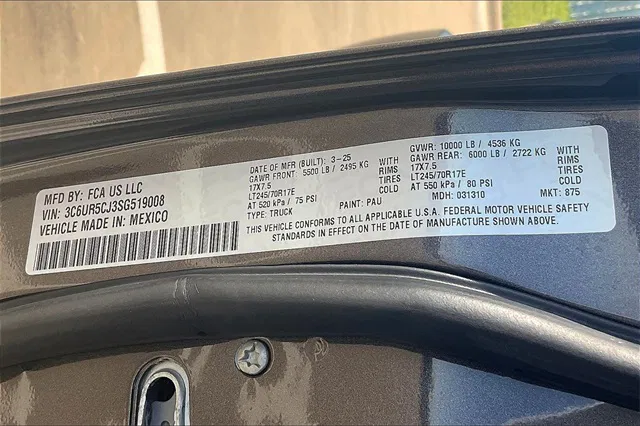 MFD BY: FCA US LLC
VIN: 3C6UR5CJ3SG519008
VEHICLE MADE IN: MEXICO
DATE OF MFR (BUILT): 3-25
GAWR FRONT: 5500 LB / 2495 KG WITH
17X7.5 RIMS
LT245/70R17E TIRES
AT 520 kPa / 75 PSI COLD
TYPE: TRUCK PAINT: PAU
GVWR: 10000 LB / 4536 KG
GAWR REAR: 6000 LB / 2722 KG WITH
17X7.5 RIMS
LT245/70R17E TIRES
AT 550 kPa / 80 PSI COLD
MDH: 031310 MKT: 875
THIS VEHICLE CONFORMS TO ALL APPLICABLE U.S.A. FEDERAL MOTOR VEHICLE SAFETY
STANDARDS IN EFFECT ON THE DATE OF MANUFACTURE SHOWN ABOVE.